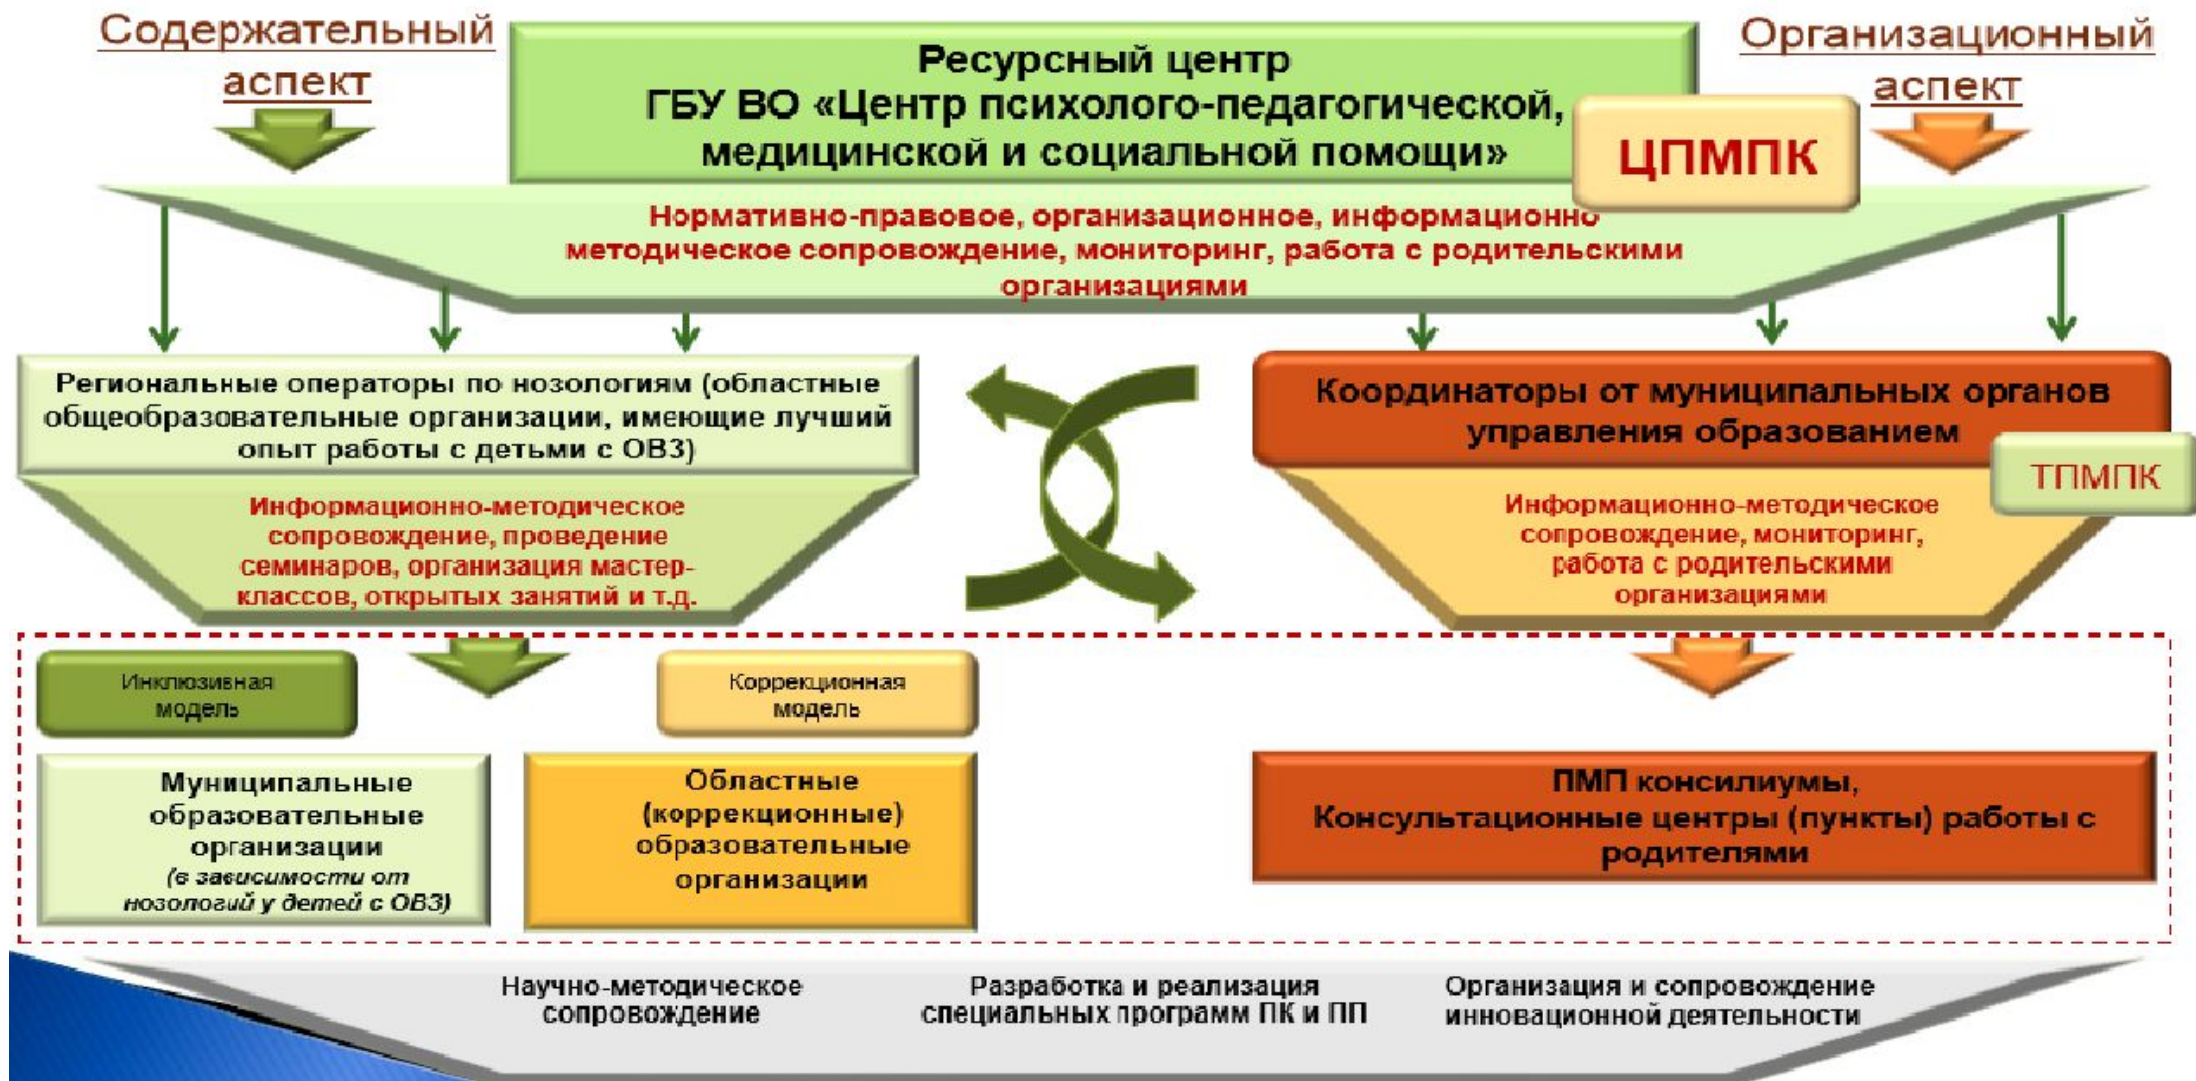 Содержательный
аспект
Ресурсный центр
ГБУ ВО «Центр психолого-педагогической,
медицинской и социальной помощи»
ЦПМПК
Организационный
аспект
Нормативно-правовое, организационное, информационно
методическое сопровождение, мониторинг, работа с родительскими
организациями
Региональные операторы по нозологиям (областные
общеобразовательные организации, имеющие лучший
опыт работы с детьми с ОВЗ)
Информационно-методическое
сопровождение, проведение
семинаров, организация мастер-
классов, открытых занятий и т.д.
Координаторы от муниципальных органов
управления образованием
ТПМПК
Информационно-методическое
сопровождение, мониторинг,
работа с родительскими
организациями
Инклюзивная
модель
Коррекционная
модель
Муниципальные
образовательные
организации
(в зависимости от
нозологий у детей с ОВЗ)
Областные
(коррекционные)
образовательные
организации
ПМП консилиумы,
Консультационные центры (пункты) работы с
родителями
Научно-методическое
сопровождение
Разработка и реализация
специальных программ ПК и ПП
Организация и сопровождение
инновационной деятельности